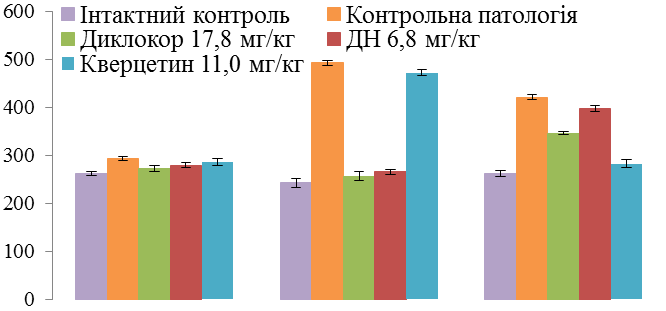 600
Інтактний контроль Контрольна патологія
Диклокор 17,8 мг/кг ДН 6,8 мг/кг
500
Кверцетин 11,0 мг/кг
400
300
200
100
0